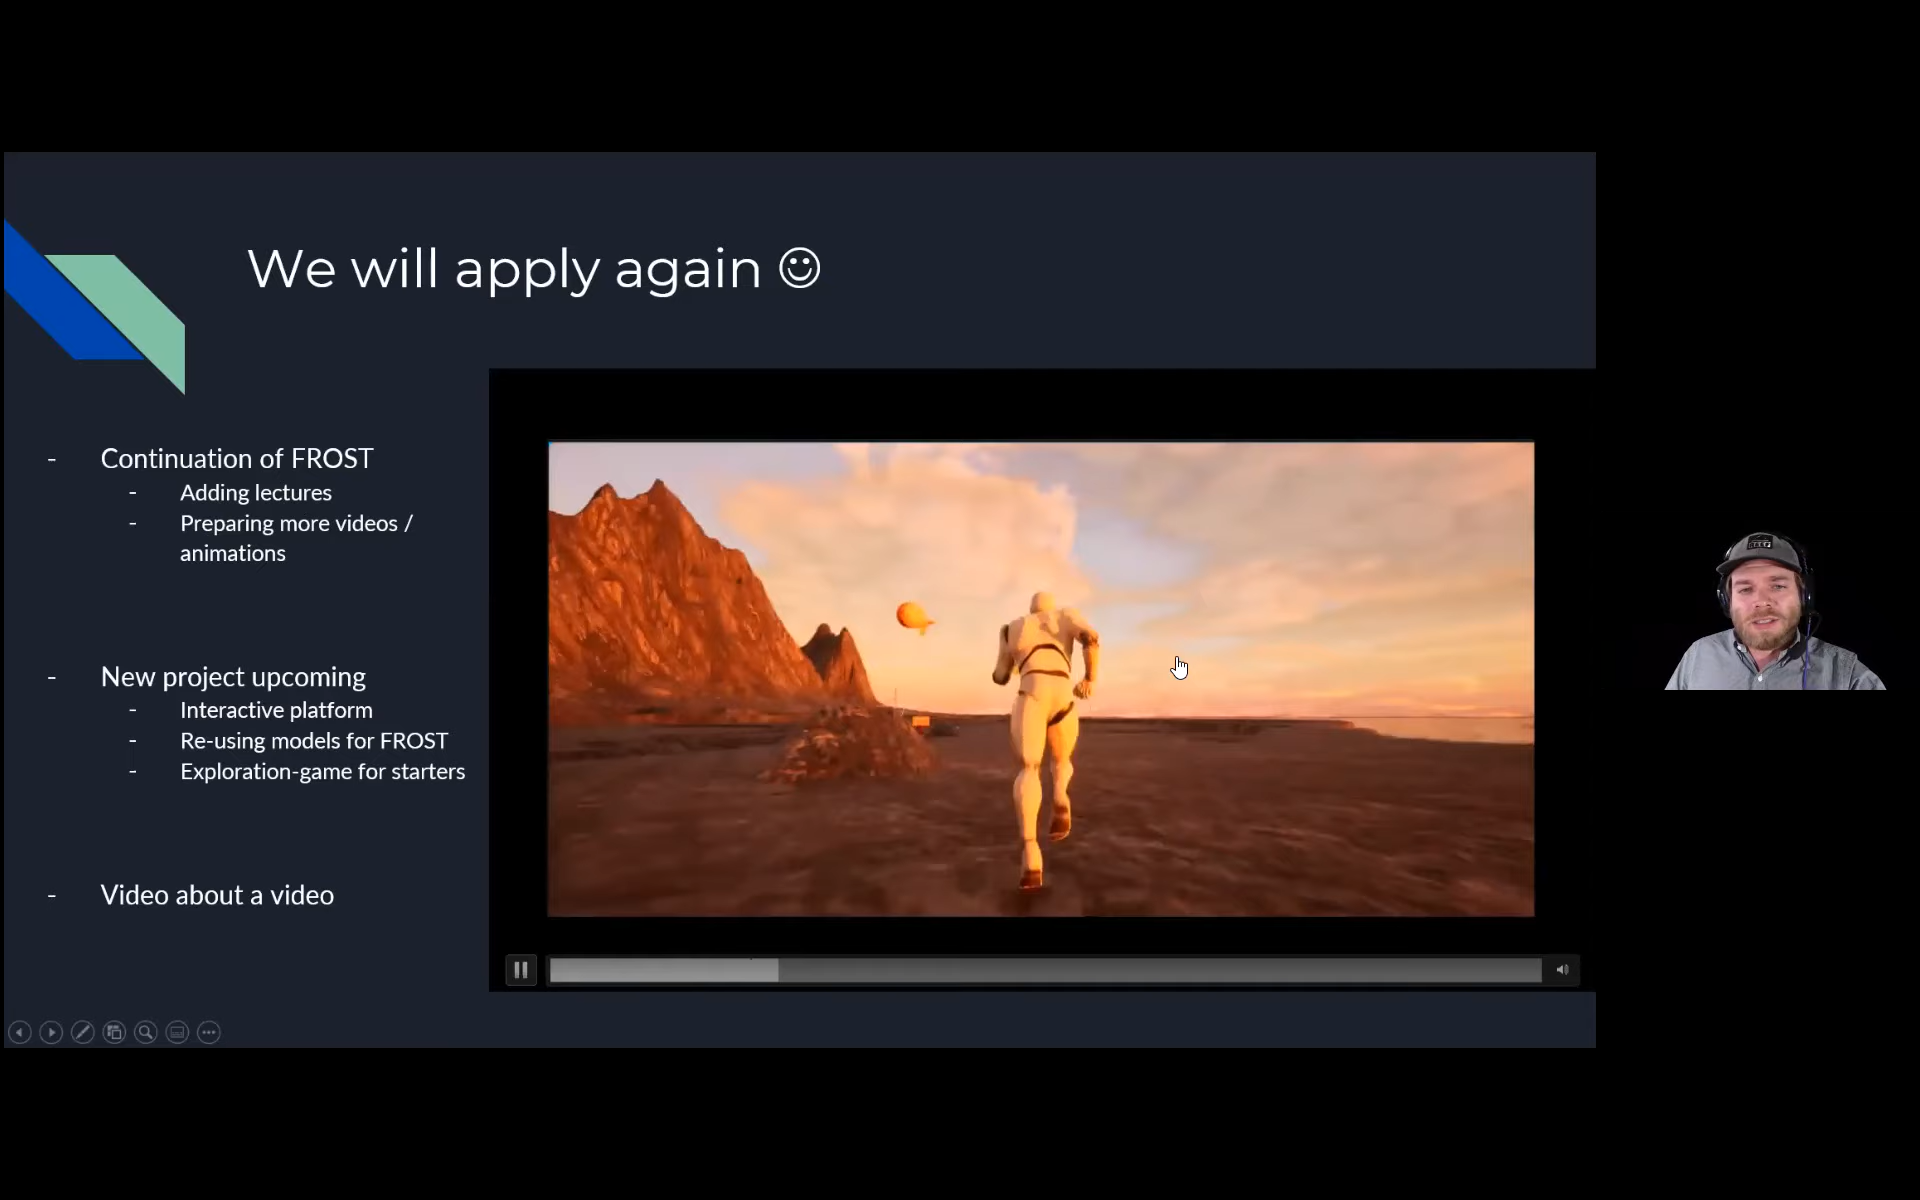 We will apply again ☺
- Continuation of FROST
- Adding lectures
- Preparing more videos /
animations
- New project upcoming
- Interactive platform
- Re-using models for FROST
- Exploration-game for starters
- Video about a video